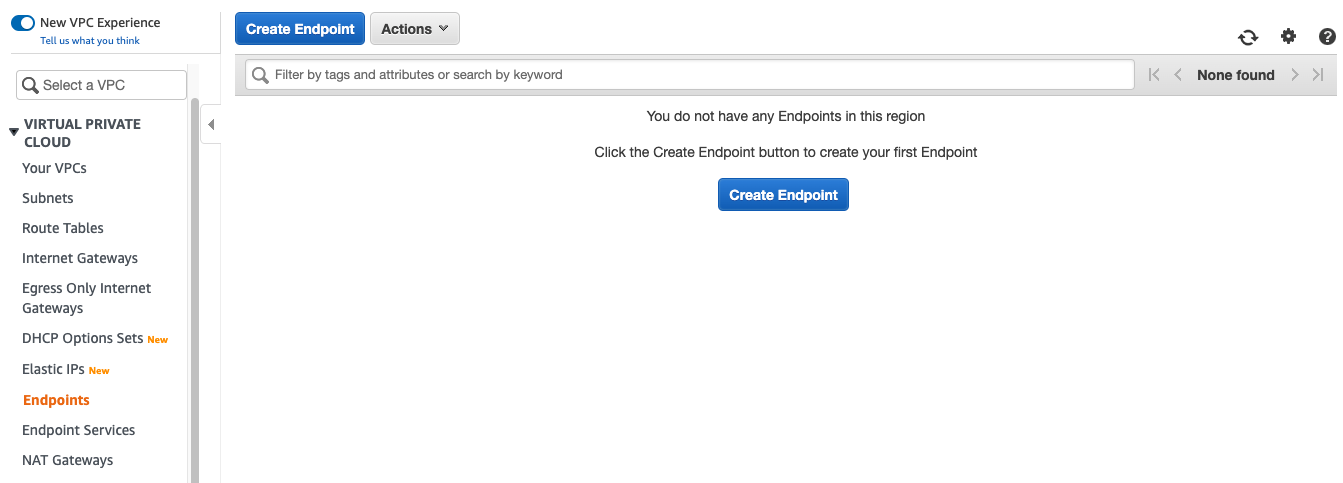 New VPC Experience
Tell us what you think
Select a VPC
VIRTUAL PRIVATE
CLOUD
Your VPCs
Subnets
Route Tables
Internet Gateways
Egress Only Internet
Gateways
DHCP Options Sets New
Elastic IPs New
Endpoints
Endpoint Services
NAT Gateways
Create Endpoint
Actions
Filter by tags and attributes or search by keyword
None found
You do not have any Endpoints in this region
Click the Create Endpoint button to create your first Endpoint
Create Endpoint